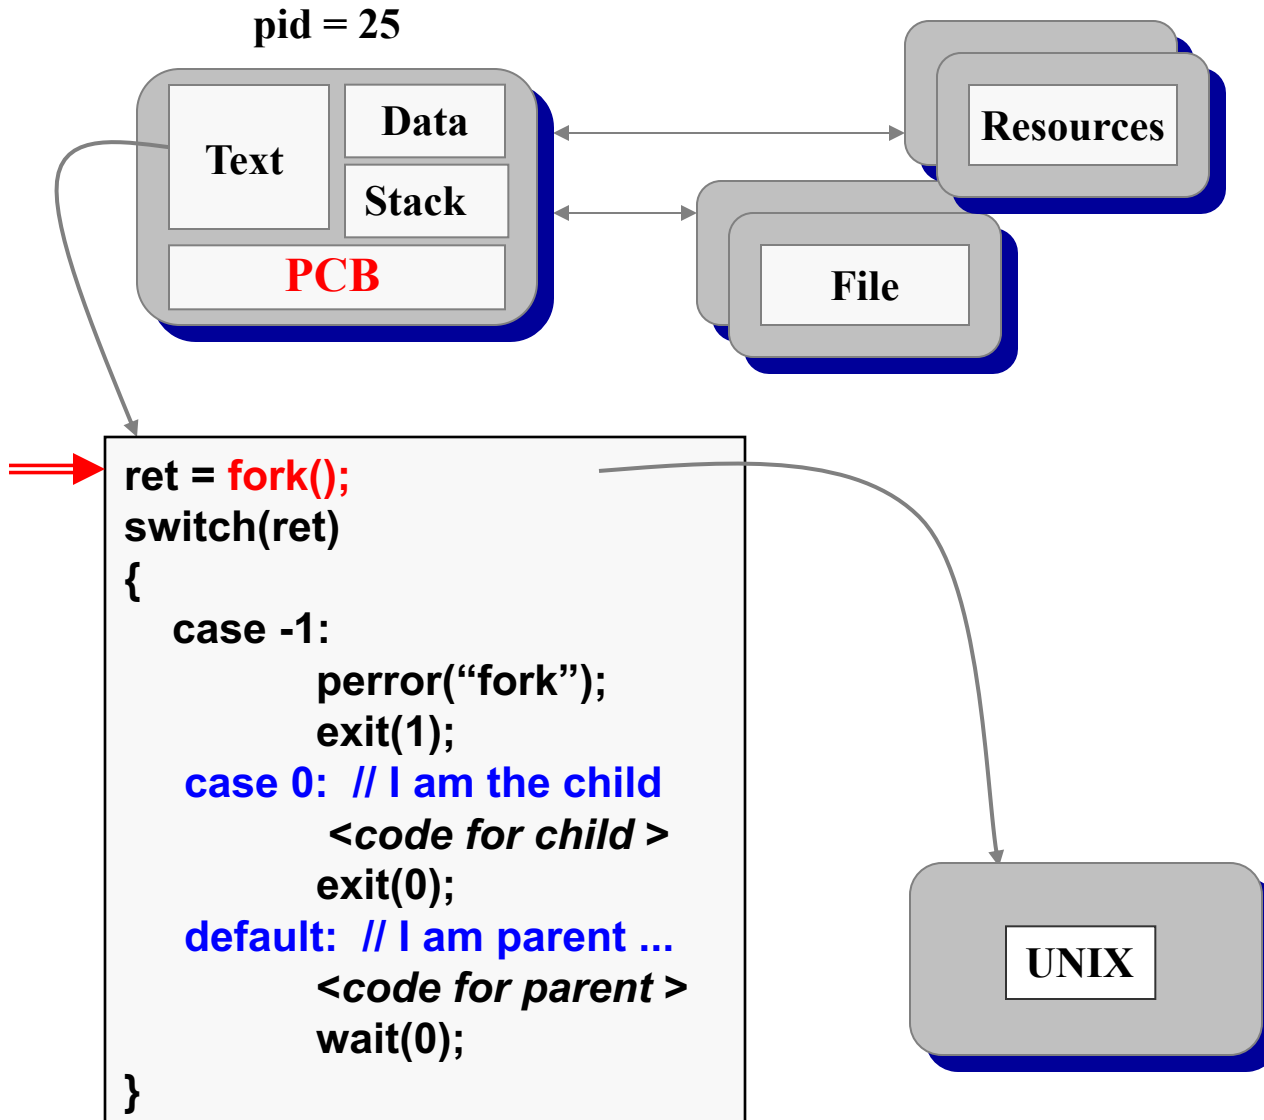 pid = 25
Text
Data
Stack
PCB
Resources
File
ret = fork();
switch(ret)
{
case -1:
perror(“fork”);
exit(1);
case 0:  // I am the child
<code for child >
exit(0);
default:  // I am parent ...
<code for parent >
wait(0);
}
UNIX